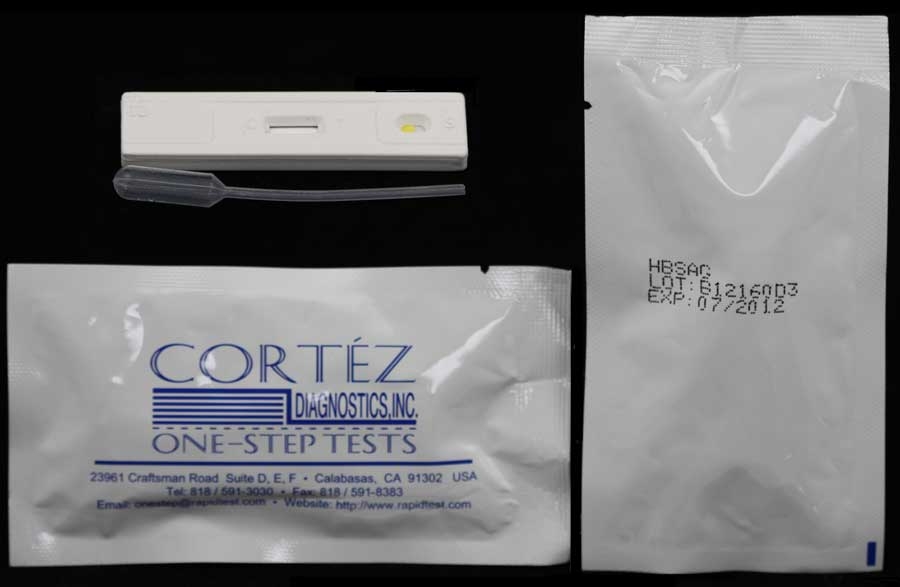 C
S
CORTÉZ
DIAGNOSTICS, INC.
ONE-STEP TESTS
23961 Craftsman Road Suite D, E, F • Calabasas, CA 91302 USA
Tel: 818 / 591-3030 • Fax: 818 / 591-8383
Email: onestep@rapidtest.com • Website: http://www.rapidtest.com
HBSAG
LOT: B1216003
EXP: 07/2012